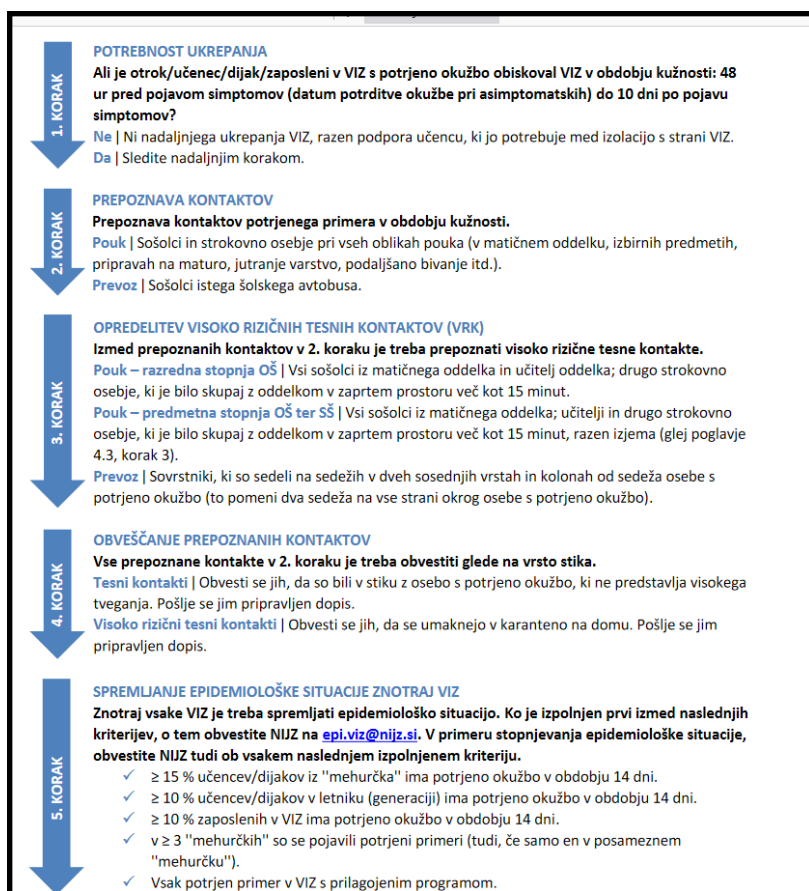 1. KORAK
POTREBNOST UKREPANJA
Ali je otrok/učenec/dijak/zaposleni v VIZ s potrjeno okužbo obiskoval VIZ v obdobju kužnosti: 48
ur pred pojavom simptomov (datum potrditve okužbe pri asimptomatskih) do 10 dni po pojavu
simptomov?
Ne | Ni nadaljnjega ukrepanja VIZ, razen podpora učencu, ki jo potrebuje med izolacijo s strani VIZ.
Da | Sledite nadaljnjim korakom.
2. KORAK
PREPOZNAVA KONTAKTOV
Prepoznava kontaktov potrjenega primera v obdobju kužnosti.
Pouk | Sošolci in strokovno osebje pri vseh oblikah pouka (v matičnem oddelku, izbirnih predmetih,
pripravah na maturo, jutranje varstvo, podaljšano bivanje itd.).
Prevoz | Sošolci istega šolskega avtobusa.
3. KORAK
OPREDELITEV VISOKO RIZIČNIH TESNIH KONTAKTOV (VRK)
Izmed prepoznanih kontaktov v 2. koraku je treba prepoznati visoko rizične tesne kontakte.
Pouk – razredna stopnja OŠ | Vsi sošolci iz matičnega oddelka in učitelj oddelka; drugo strokovno
osebje, ki je bilo skupaj z oddelkom v zaprtem prostoru več kot 15 minut.
Pouk – predmetna stopnja OŠ ter SŠ | Vsi sošolci iz matičnega oddelka; učitelji in drugo strokovno
osebje, ki je bilo skupaj z oddelkom v zaprtem prostoru več kot 15 minut, razen izjema (glej poglavje
4.3, korak 3).
Prevoz | Sovrstniki, ki so sedeli na sedežih v dveh sosednjih vrstah in kolonah od sedeža osebe s
potrjeno okužbo (to pomeni dva sedeža na vse strani okrog osebe s potrjeno okužbo).
4. KORAK
OBVEŠČANJE PREPOZNANIH KONTAKTOV
Vse prepoznane kontakte v 2. koraku je treba obvestiti glede na vrsto stika.
Tesni kontakti | Obvesti se jih, da so bili v stiku z osebo s potrjeno okužbo, ki ne predstavlja visokega
tveganja. Pošlje se jim pripravljen dopis.
Visoko rizični tesni kontakti | Obvesti se jih, da se umaknejo v karanteno na domu. Pošlje se jim
pripravljen dopis.
5. KORAK
SPREMLJANJE EPIDEMIOLOŠKE SITUACIJE ZNOTRAJ VIZ
Znotraj vsake VIZ je treba spremljati epidemiološko situacijo. Ko je izpolnjen prvi izmed naslednjih
kriterijev, o tem obvestite NIJZ na epi.viz@nijz.si. V primeru stopnjevanja epidemiološke situacije,
obvestite NIJZ tudi ob vsakem naslednjem izpolnjenem kriteriju.
✓ ≥ 15 % učencev/dijakov iz "mehurčka" ima potrjeno okužbo v obdobju 14 dni.
✓ ≥ 10 % učencev/dijakov v letniku (generaciji) ima potrjeno okužbo v obdobju 14 dni.
✓ ≥ 10 % zaposlenih v VIZ ima potrjeno okužbo v obdobju 14 dni.
✓ v ≥ 3 "mehurčkih" so se pojavili potrjeni primeri (tudi, če samo en v posameznem
"mehurčku").
✓ Vsak potrjen primer v VIZ s prilagojenim programom.